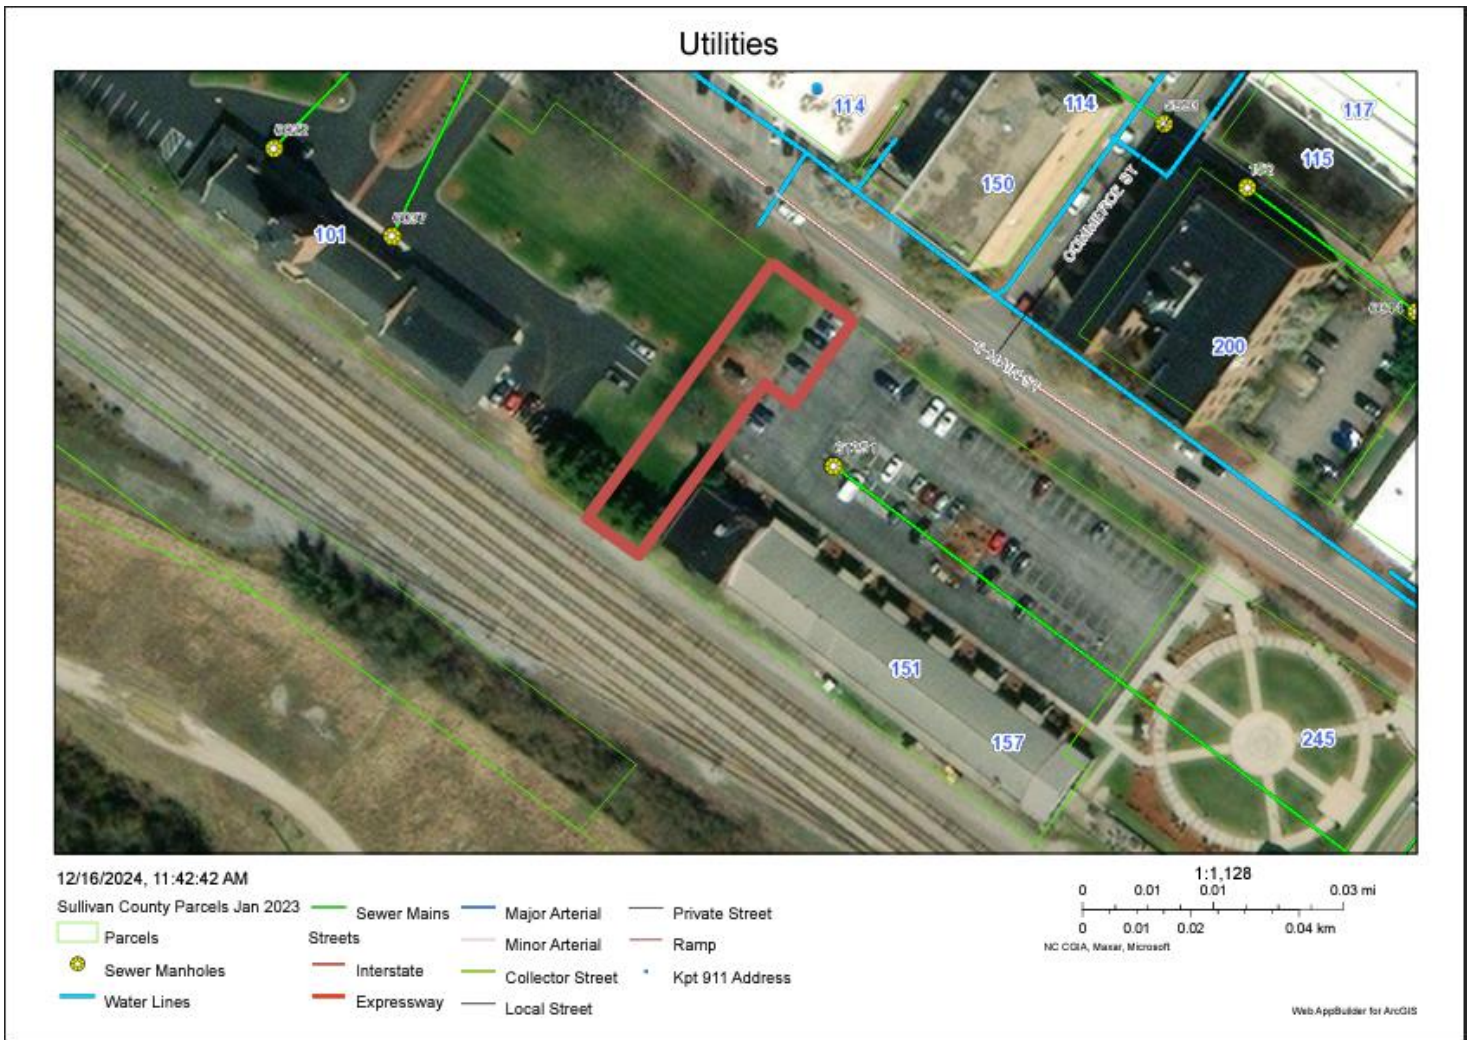 Utilities
114
114
117
115
150
101
200
COMMERCE ST
151
157
245
12/16/2024, 11:42:42 AM
Sullivan County Parcels Jan 2023
Parcels
Sewer Manholes
Water Lines
Sewer Mains
Streets
Interstate
Expressway
Major Arterial
Minor Arterial
Collector Street
Local Street
Private Street
Ramp
Kpt 911 Address
1:1,128
0 0.01 0.01 0.03 mi
0 0.01 0.02 0.04 km
NC CGIA, Maxar, Microsoft
Web AppBuilder for ArcGIS